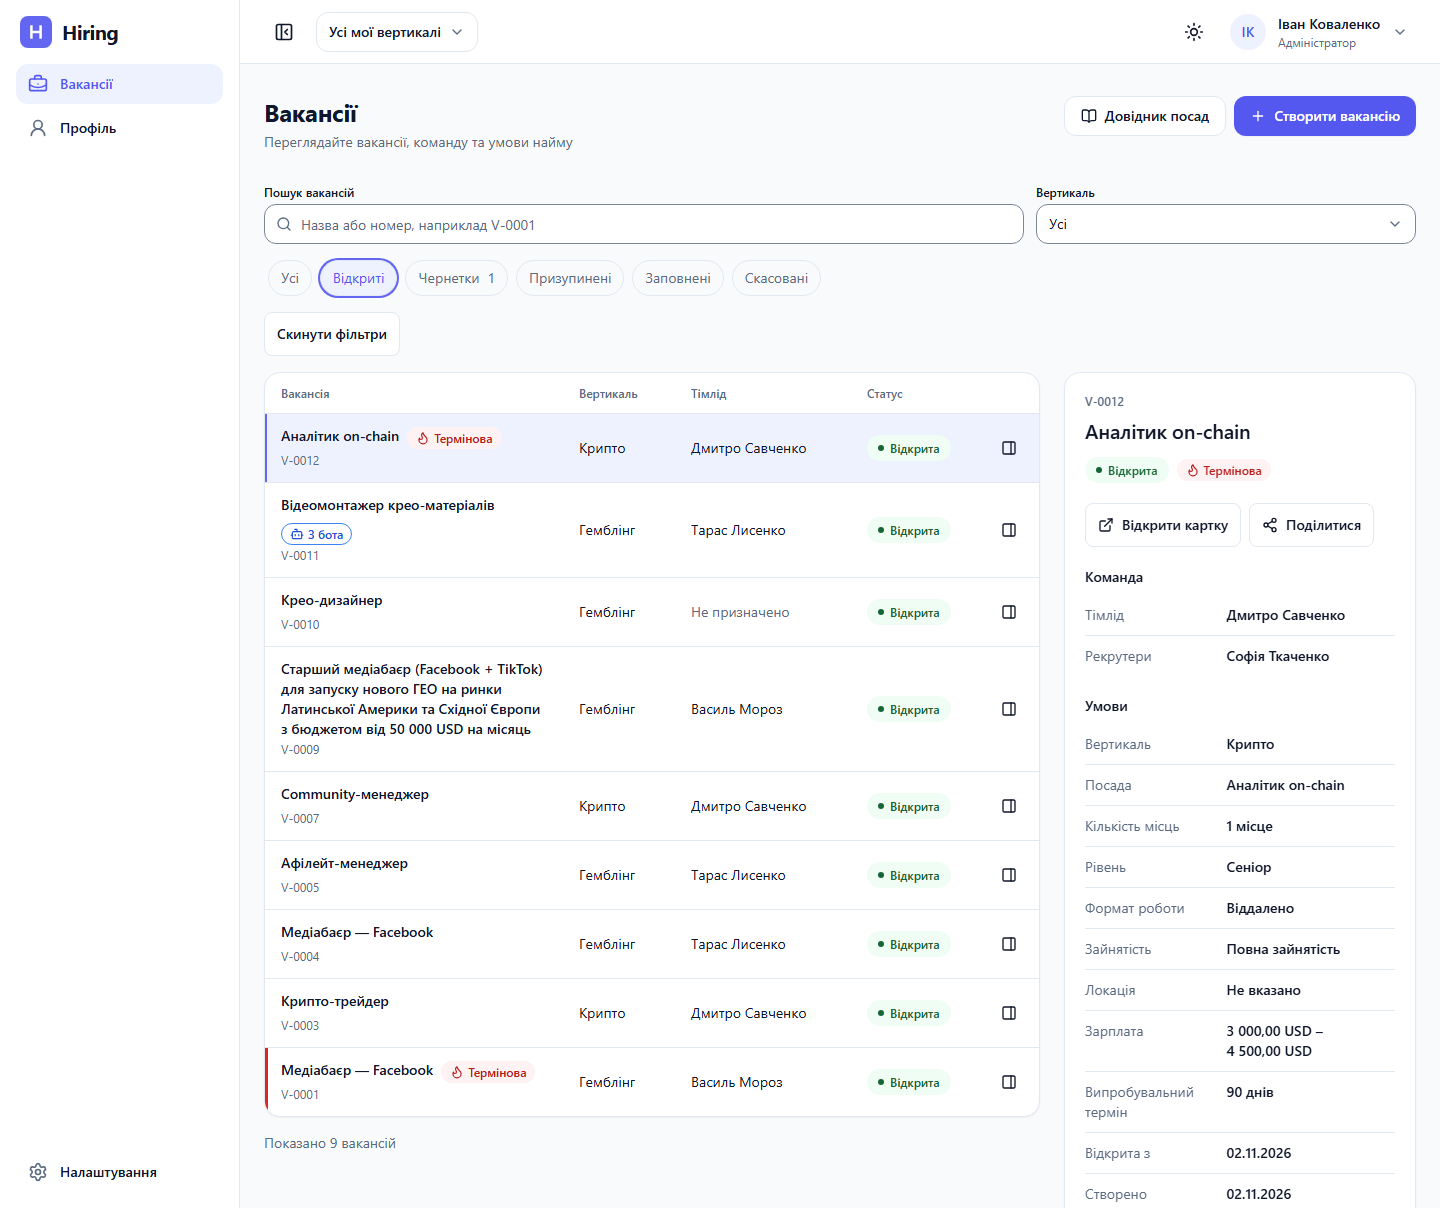 H Hiring
Вакансії
Профіль
Налаштування
Усі мої вертикалі
ІК
Іван Коваленко
Адміністратор
Вакансії
Переглядайте вакансії, команду та умови найму
Довідник посад
Створити вакансію
Пошук вакансій
Назва або номер, наприклад V-0001
Вертикаль
Усі
Усі
Відкриті
Чернетки 1
Призупинені
Заповнені
Скасовані
Скинути фільтри
Вакансія Вертикаль Тімлід Статус
Аналітик on-chain Термінова
V-0012
Крипто Дмитро Савченко Відкрита
Відеомонтажер крео-матеріалів
3 бота
V-0011
Гемблінг Тарас Лисенко Відкрита
Крео-дизайнер
V-0010
Гемблінг Не призначено Відкрита
Старший медіабаєр (Facebook + TikTok)
для запуску нового ГЕО на ринки
Латинської Америки та Східної Європи
з бюджетом від 50 000 USD на місяць
V-0009
Гемблінг Василь Мороз Відкрита
Community-менеджер
V-0007
Крипто Дмитро Савченко Відкрита
Афілейт-менеджер
V-0005
Гемблінг Тарас Лисенко Відкрита
Медіабаєр — Facebook
V-0004
Гемблінг Тарас Лисенко Відкрита
Крипто-трейдер
V-0003
Крипто Дмитро Савченко Відкрита
Медіабаєр — Facebook Термінова
V-0001
Гемблінг Василь Мороз Відкрита
Показано 9 вакансій
V-0012
Аналітик on-chain
Відкрита Термінова
Відкрити картку
Поділитися
Команда
Тімлід Дмитро Савченко
Рекрутери Софія Ткаченко
Умови
Вертикаль Крипто
Посада Аналітик on-chain
Кількість місць 1 місце
Рівень Сеніор
Формат роботи Віддалено
Зайнятість Повна зайнятість
Локація Не вказано
Зарплата 3 000,00 USD –
4 500,00 USD
Випробувальний
термін
90 днів
Відкрита з 02.11.2026
Створено 02.11.2026